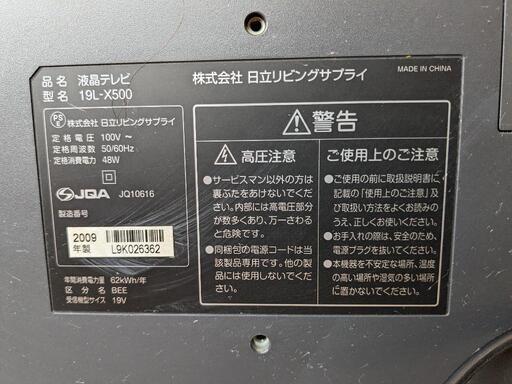 品名 液晶テレビ
型名 19L-X500
株式会社 日立リビングサプライ
MADE IN CHINA
PS
E
株式会社 日立リビングサプライ
定格電圧 100V ～
定格周波数 50/60Hz
定格消費電力 48W
JQA JQ10616
製造番号
2009
年製
L9K026362
年間消費電力量 62kWh/年
区分名 BEE
受信機型サイズ 19V
警告
高圧注意
●サービスマン以外の方は
裏ぶたをあけないでくださ
い。内部には高電圧部分
が数多くあり、万一さわると
危険です。
●同梱包の電源コードは当
該製品専用です。他の製
品には使用しないでくだ
さい。
ご使用上のご注意
●ご使用の前に取扱説明書に
記載の「使用上のご注意」及
び取扱い方法をよくお読みの
うえ、正しくお使いください。
●お手入れの際は、安全のため、
電源プラグを抜いてください。
●本機器を不安定な場所、温度
の高い場所や湿気の多い場所
に置かないでください。